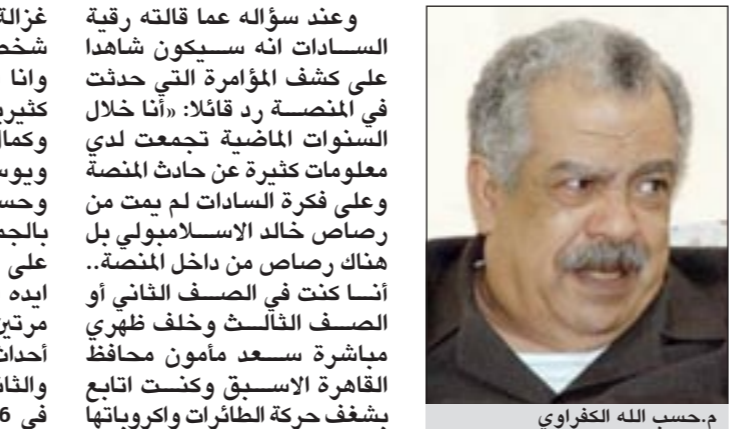 وعند سؤاله عما قالته رقية
السادات انه سيكون شاهدا
على كشف المؤامرة التي حدثت
في المنصة رد قائلا: «أنا خلال
السنوات الماضية تجمعت لدي
معلومات كثيرة عن حادث المنصة
وعلى فكرة السادات لم يمت من
رصاص خالد الاسلامبولي بل
هناك رصاص من داخل المنصة..
أنا كنت في الصف الثاني أو
الصف الثالث وخلف ظهري
مباشرة سعد مأمون محافظ
القاهرة الاسبق وكنت اتابع
بشغف حركة الطائرات واكروباتها
غزالة
شخص
وانا
كثير
وكمال
ويوس
وحس
بالجم
على
ايده
مرتين
أحداث
والثان
في 6
م.حسب الله الكفراوي